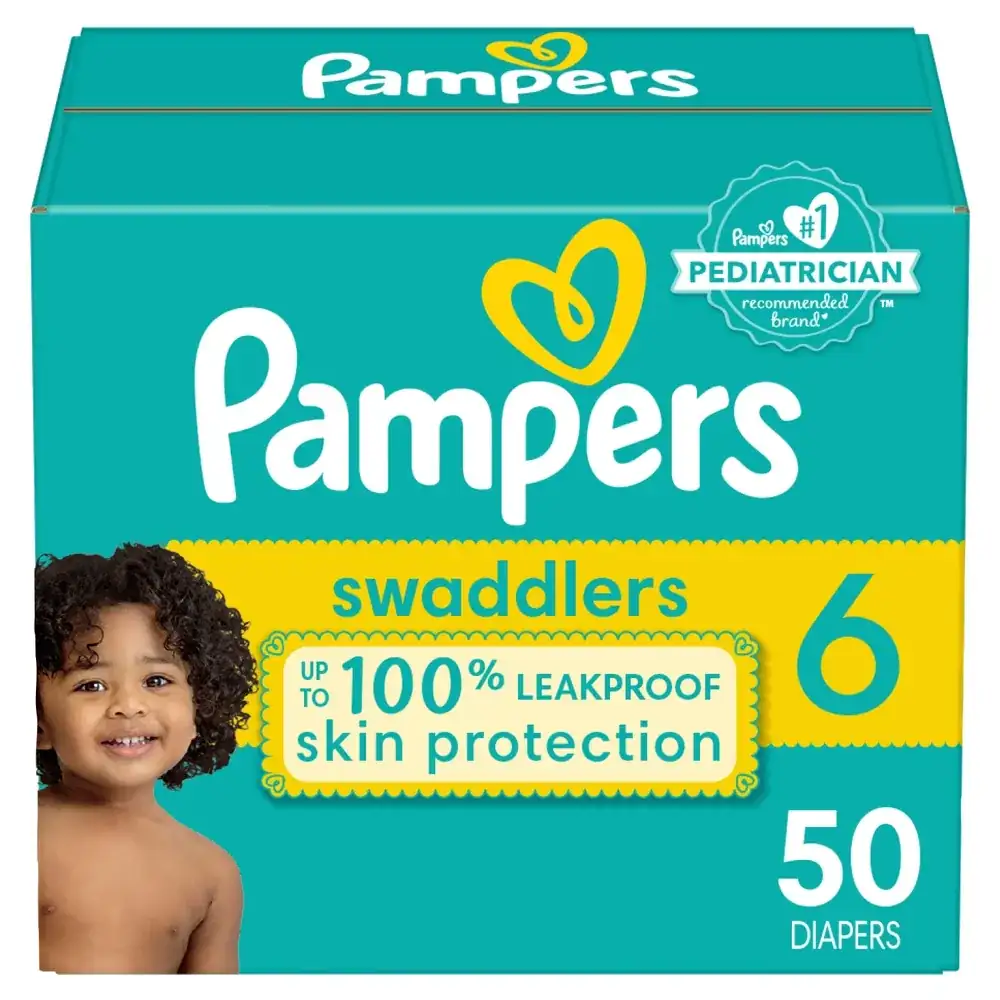 Pampers
Pampers #1
PEDIATRICIAN
recommended
brand
™
Pampers
swaddlers
6
UP TO 100% LEAKPROOF
skin protection
50
DIAPERS